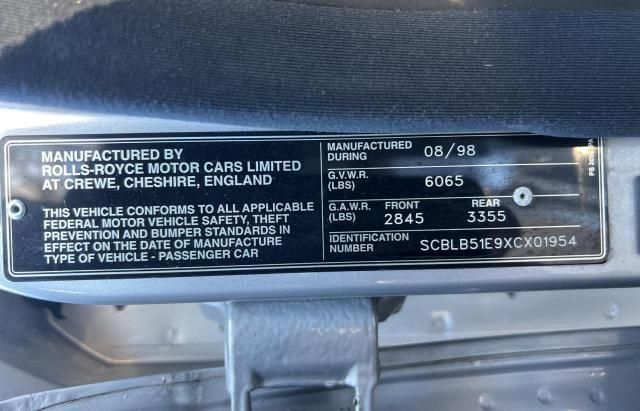 MANUFACTURED BY
ROLLS-ROYCE MOTOR CARS LIMITED
AT CREWE, CHESHIRE, ENGLAND
THIS VEHICLE CONFORMS TO ALL APPLICABLE
FEDERAL MOTOR VEHICLE SAFETY, THEFT
PREVENTION AND BUMPER STANDARDS IN
EFFECT ON THE DATE OF MANUFACTURE
TYPE OF VEHICLE - PASSENGER CAR
MANUFACTURED
DURING 08/98
G.V.W.R.
(LBS) 6065
G.A.W.R. FRONT REAR
(LBS) 2845 3355
IDENTIFICATION
NUMBER SCBLB51E9XCX01954